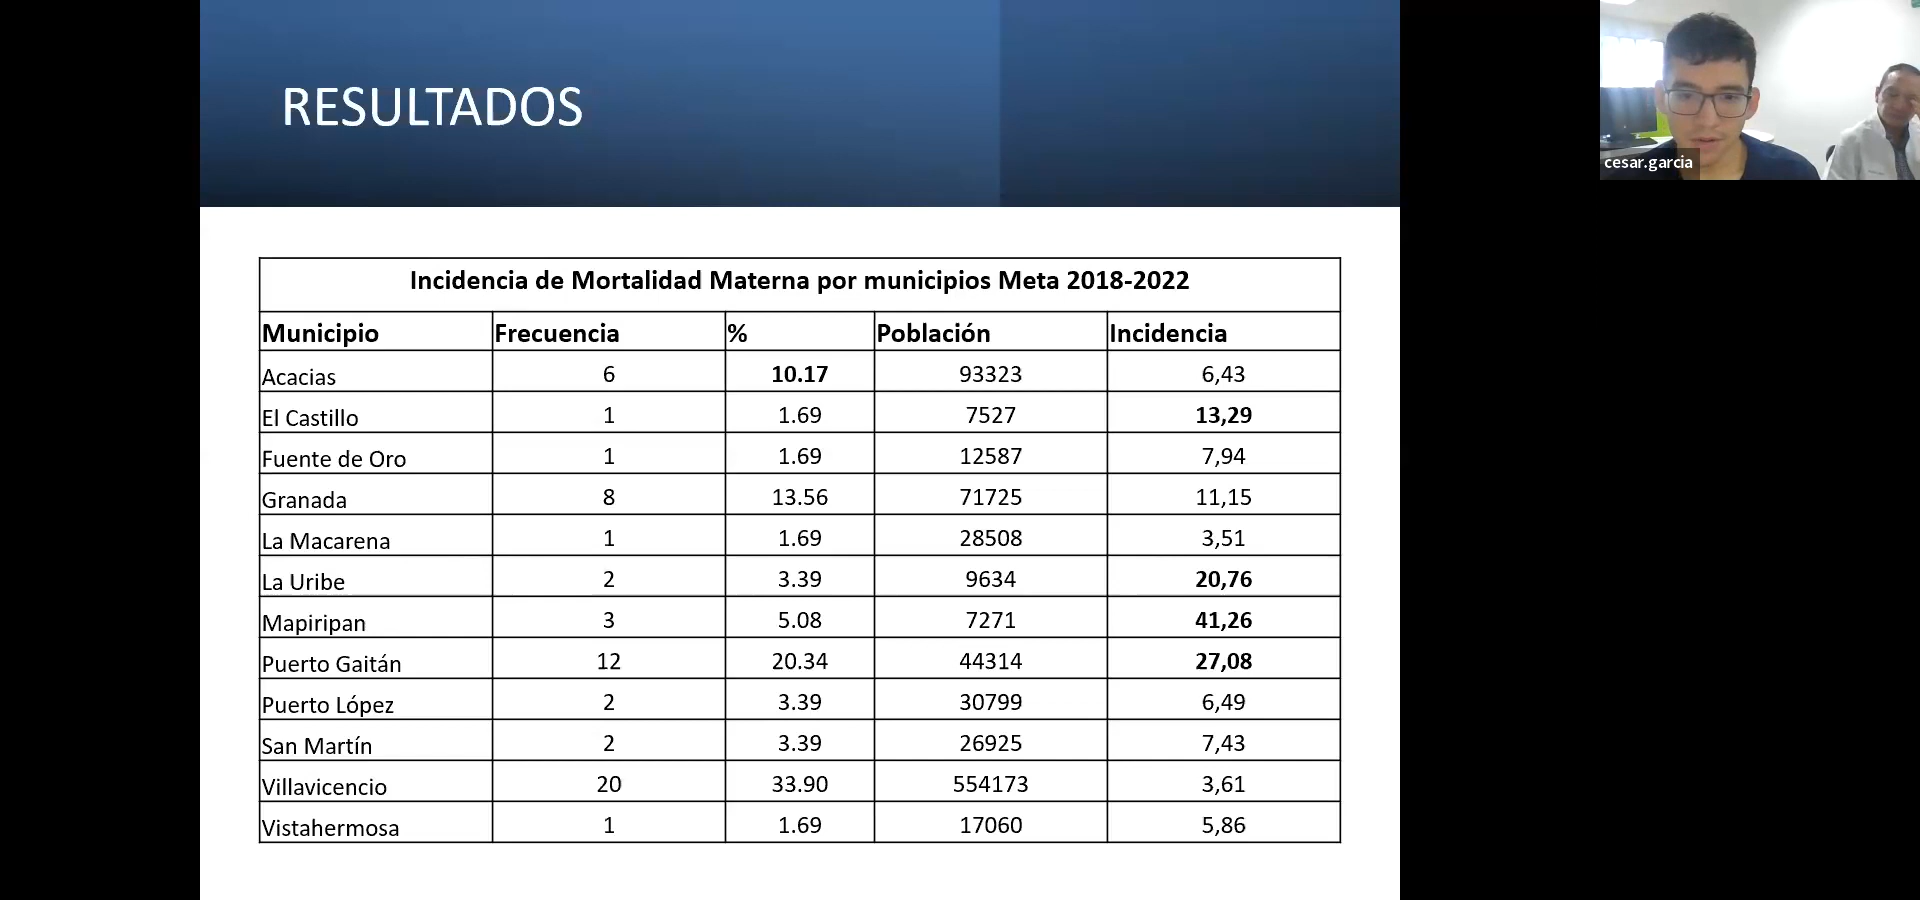 RESULTADOS
cesar.garcia
Incidencia de Mortalidad Materna por municipios Meta 2018-2022
Municipio Frecuencia % Población Incidencia
Acacias 6 10.17 93323 6,43
El Castillo 1 1.69 7527 13,29
Fuente de Oro 1 1.69 12587 7,94
Granada 8 13.56 71725 11,15
La Macarena 1 1.69 28508 3,51
La Uribe 2 3.39 9634 20,76
Mapiripan 3 5.08 7271 41,26
Puerto Gaitán 12 20.34 44314 27,08
Puerto López 2 3.39 30799 6,49
San Martín 2 3.39 26925 7,43
Villavicencio 20 33.90 554173 3,61
Vistahermosa 1 1.69 17060 5,86